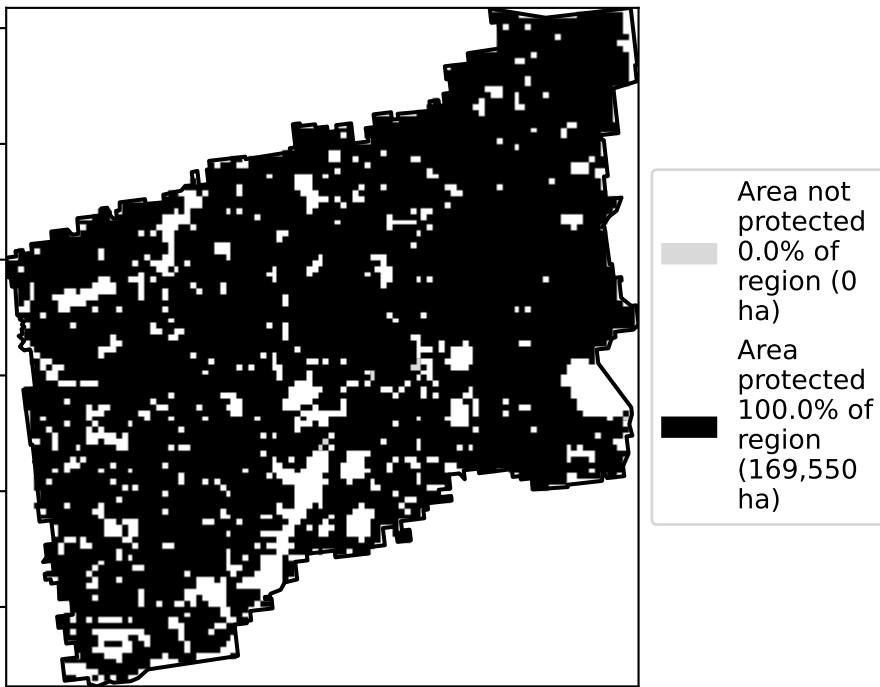 Area not
protected
0.0% of
region (0
ha)
Area
protected
100.0% of
region
(169,550
ha)